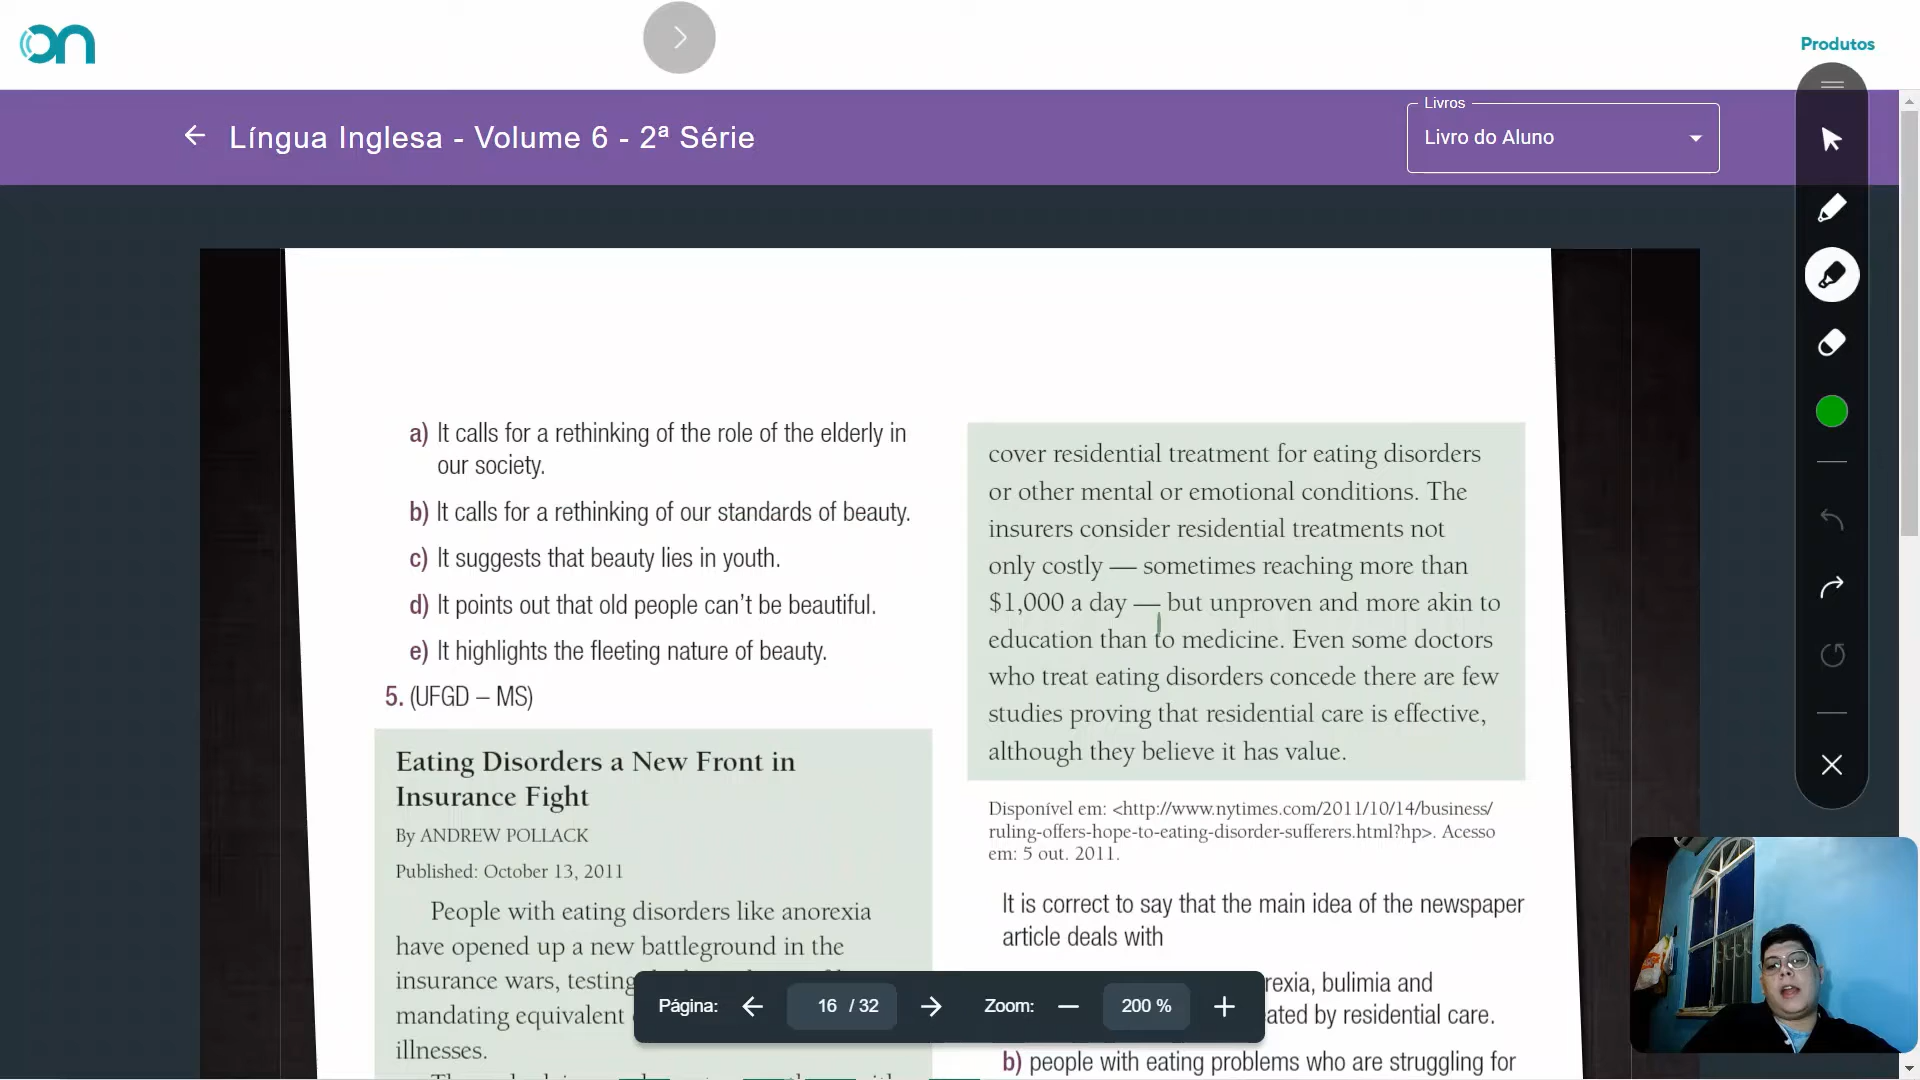 on
Produtos
Língua Inglesa - Volume 6 - 2ª Série
Livros
Livro do Aluno
a) It calls for a rethinking of the role of the elderly in
our society.
b) It calls for a rethinking of our standards of beauty.
c) It suggests that beauty lies in youth.
d) It points out that old people can't be beautiful.
e) It highlights the fleeting nature of beauty.
5. (UFGD – MS)
Eating Disorders a New Front in
Insurance Fight
By ANDREW POLLACK
Published: October 13, 2011
People with eating disorders like anorexia
have opened up a new battleground in the
insurance wars, testing
mandating equivalent
illnesses.
cover residential treatment for eating disorders
or other mental or emotional conditions. The
insurers consider residential treatments not
only costly — sometimes reaching more than
$1,000 a day — but unproven and more akin to
education than to medicine. Even some doctors
who treat eating disorders concede there are few
studies proving that residential care is effective,
although they believe it has value.
Disponível em: <http://www.nytimes.com/2011/10/14/business/
ruling-offers-hope-to-eating-disorder-sufferers.html?hp>. Acesso
em: 5 out. 2011.
It is correct to say that the main idea of the newspaper
article deals with
rexia, bulimia and
ated by residential care.
b) people with eating problems who are struggling for
Página: 16 / 32 Zoom: 200 %